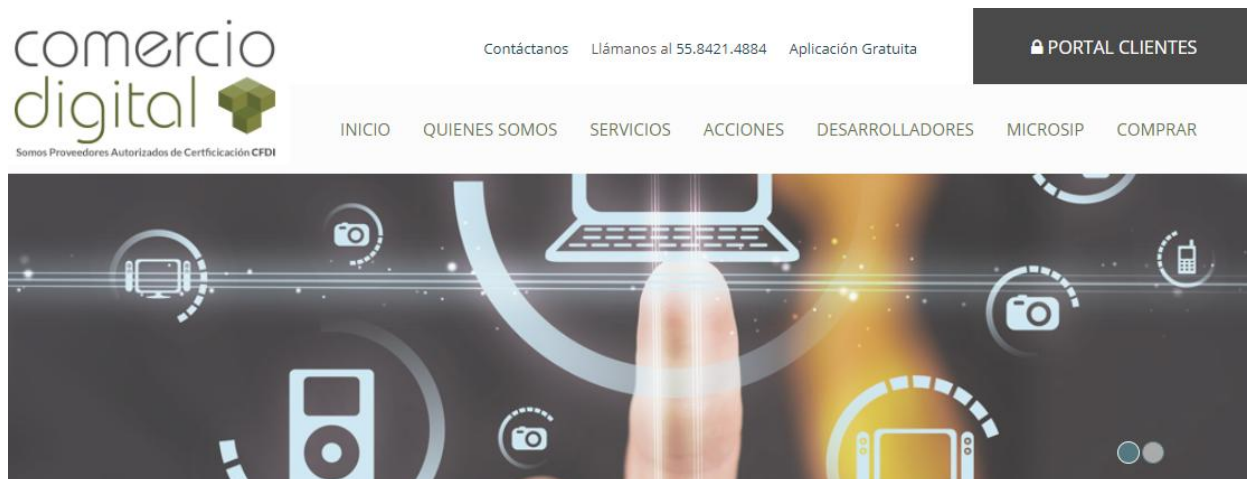 comercio
digital
Somos Proveedores Autorizados de Certficicación CFDI
Contáctanos Llámanos al 55.8421.4884 Aplicación Gratuita PORTAL CLIENTES
INICIO QUIENES SOMOS SERVICIOS ACCIONES DESARROLLADORES MICROSIP COMPRAR